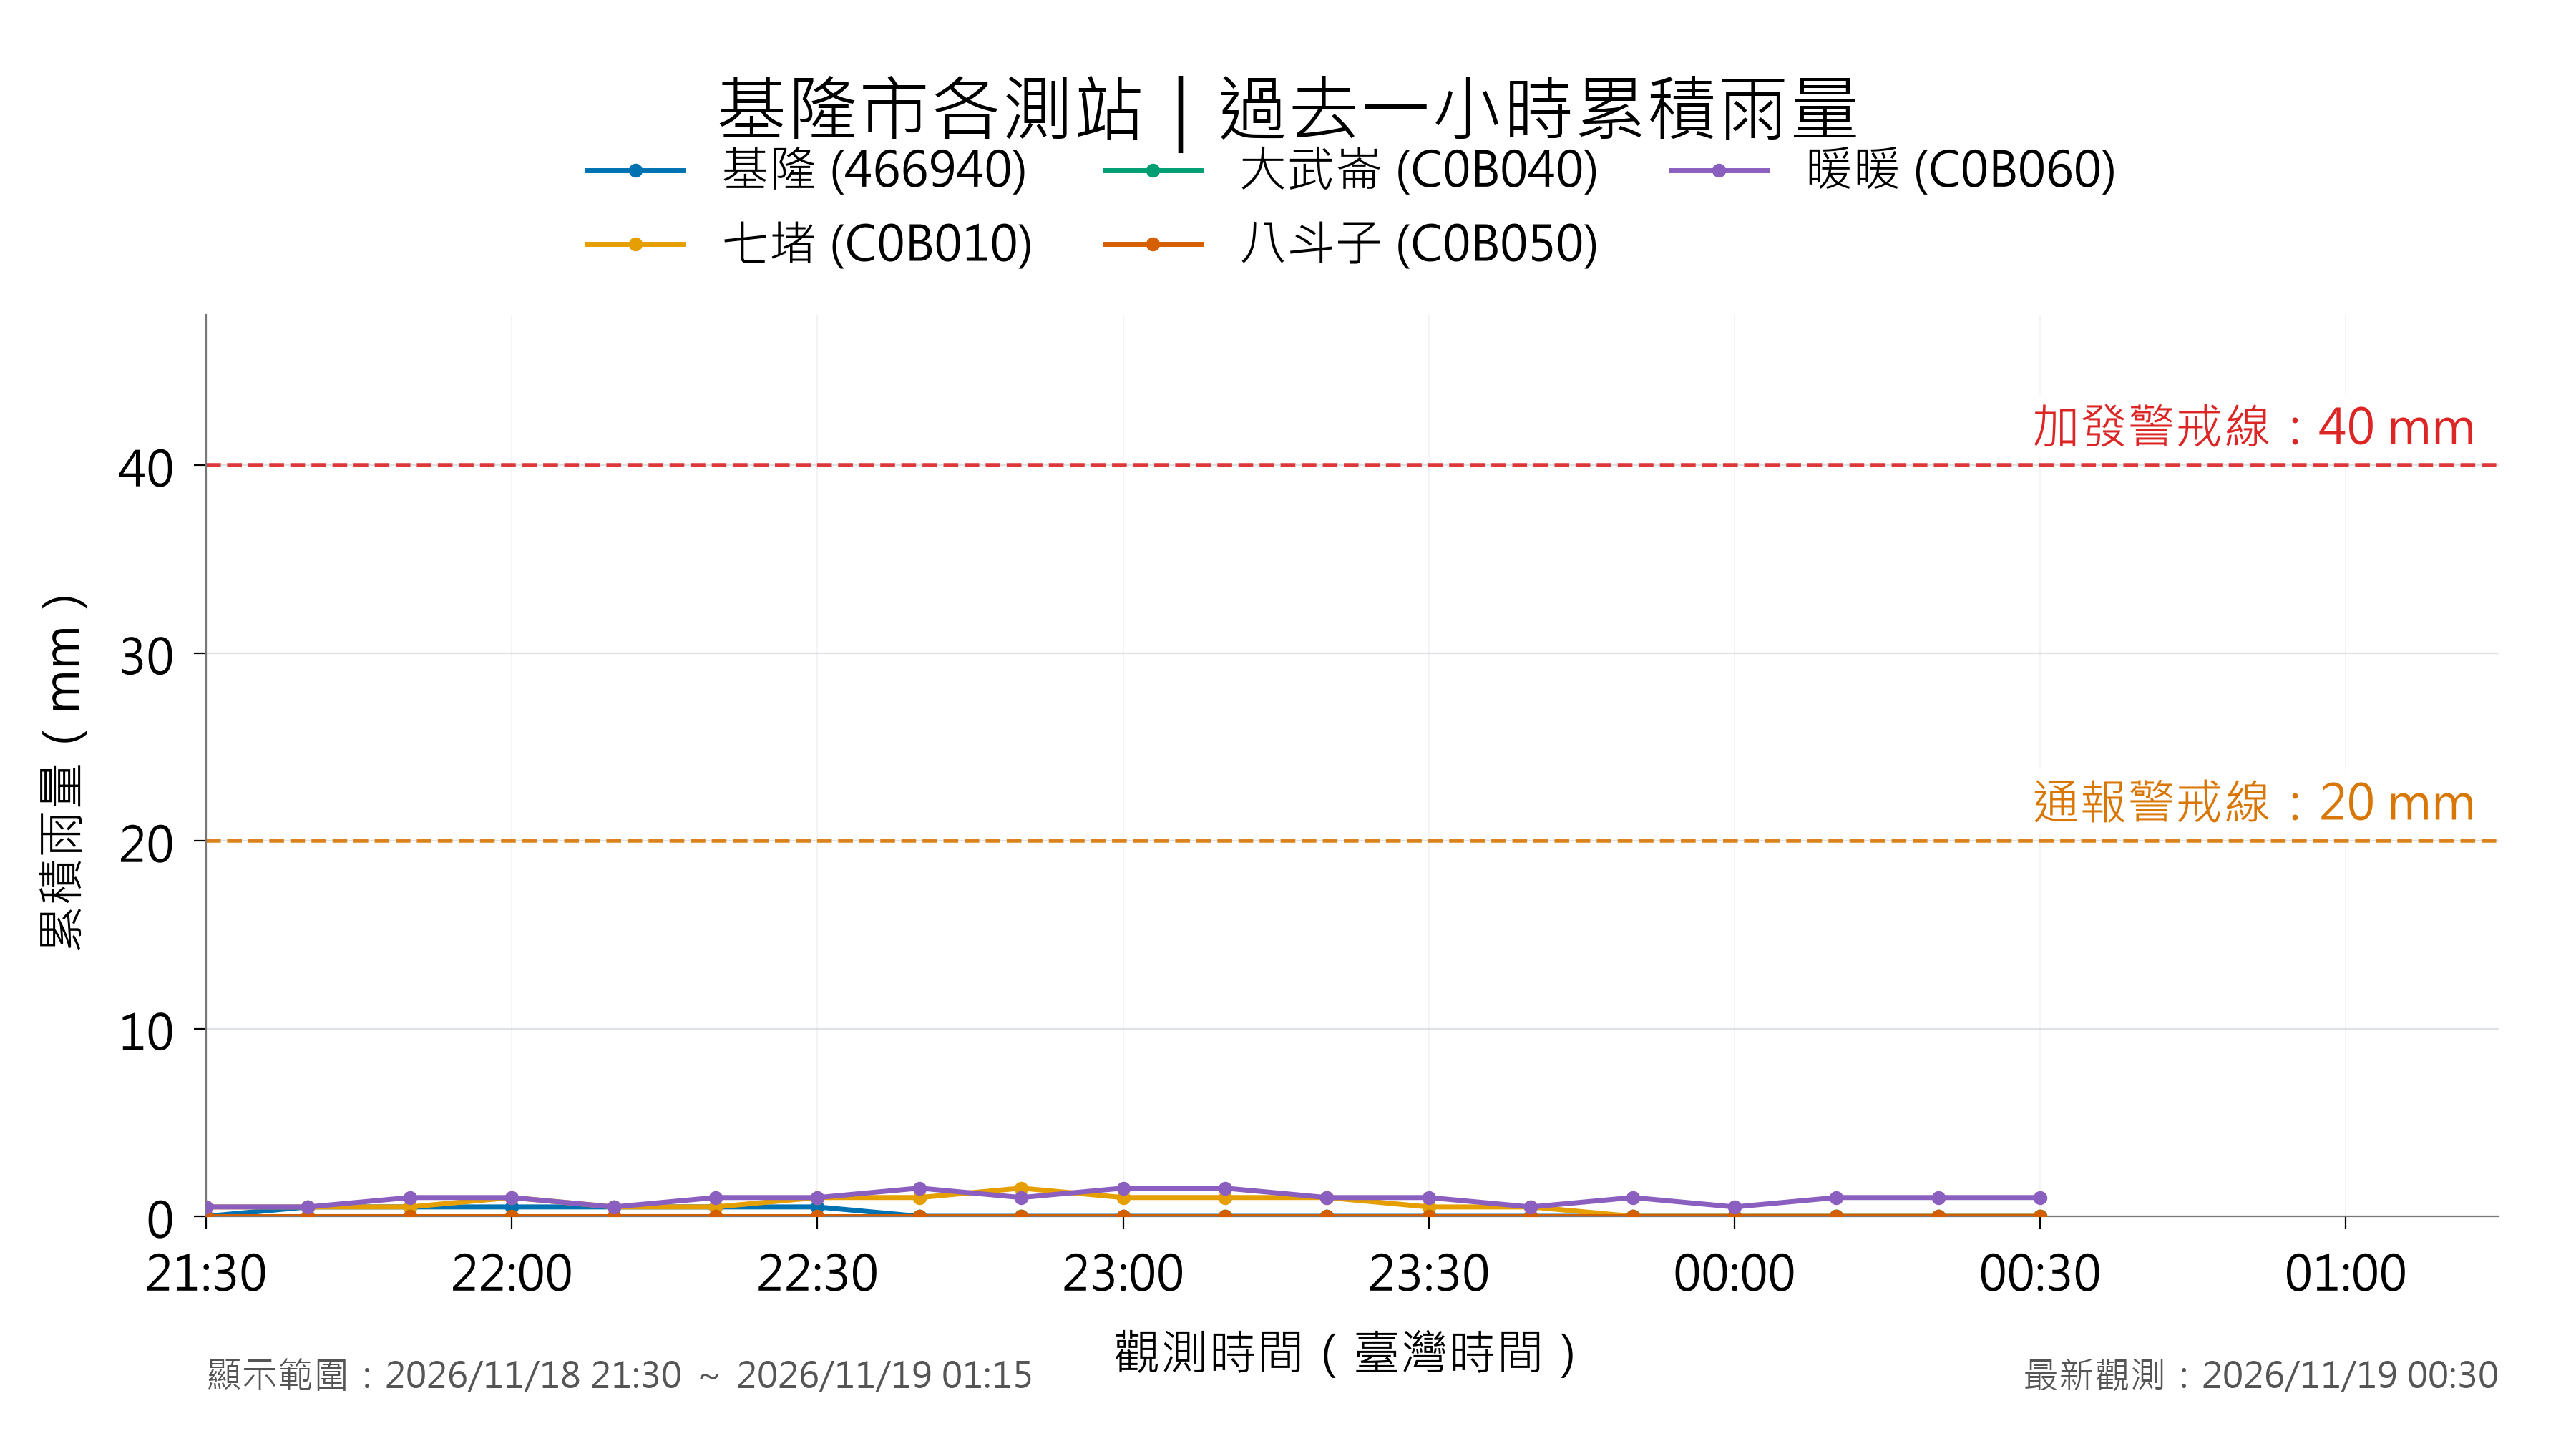 基隆市各測站｜過去一小時累積雨量
基隆 (466940)
大武崙 (C0B040)
暖暖 (C0B060)
七堵 (C0B010)
八斗子 (C0B050)
累積雨量（mm）
40
30
20
10
0
加發警戒線：40 mm
通報警戒線：20 mm
21:30 22:00 22:30 23:00 23:30 00:00 00:30 01:00
觀測時間（臺灣時間）
顯示範圍：2026/11/18 21:30 ~ 2026/11/19 01:15
最新觀測：2026/11/19 00:30